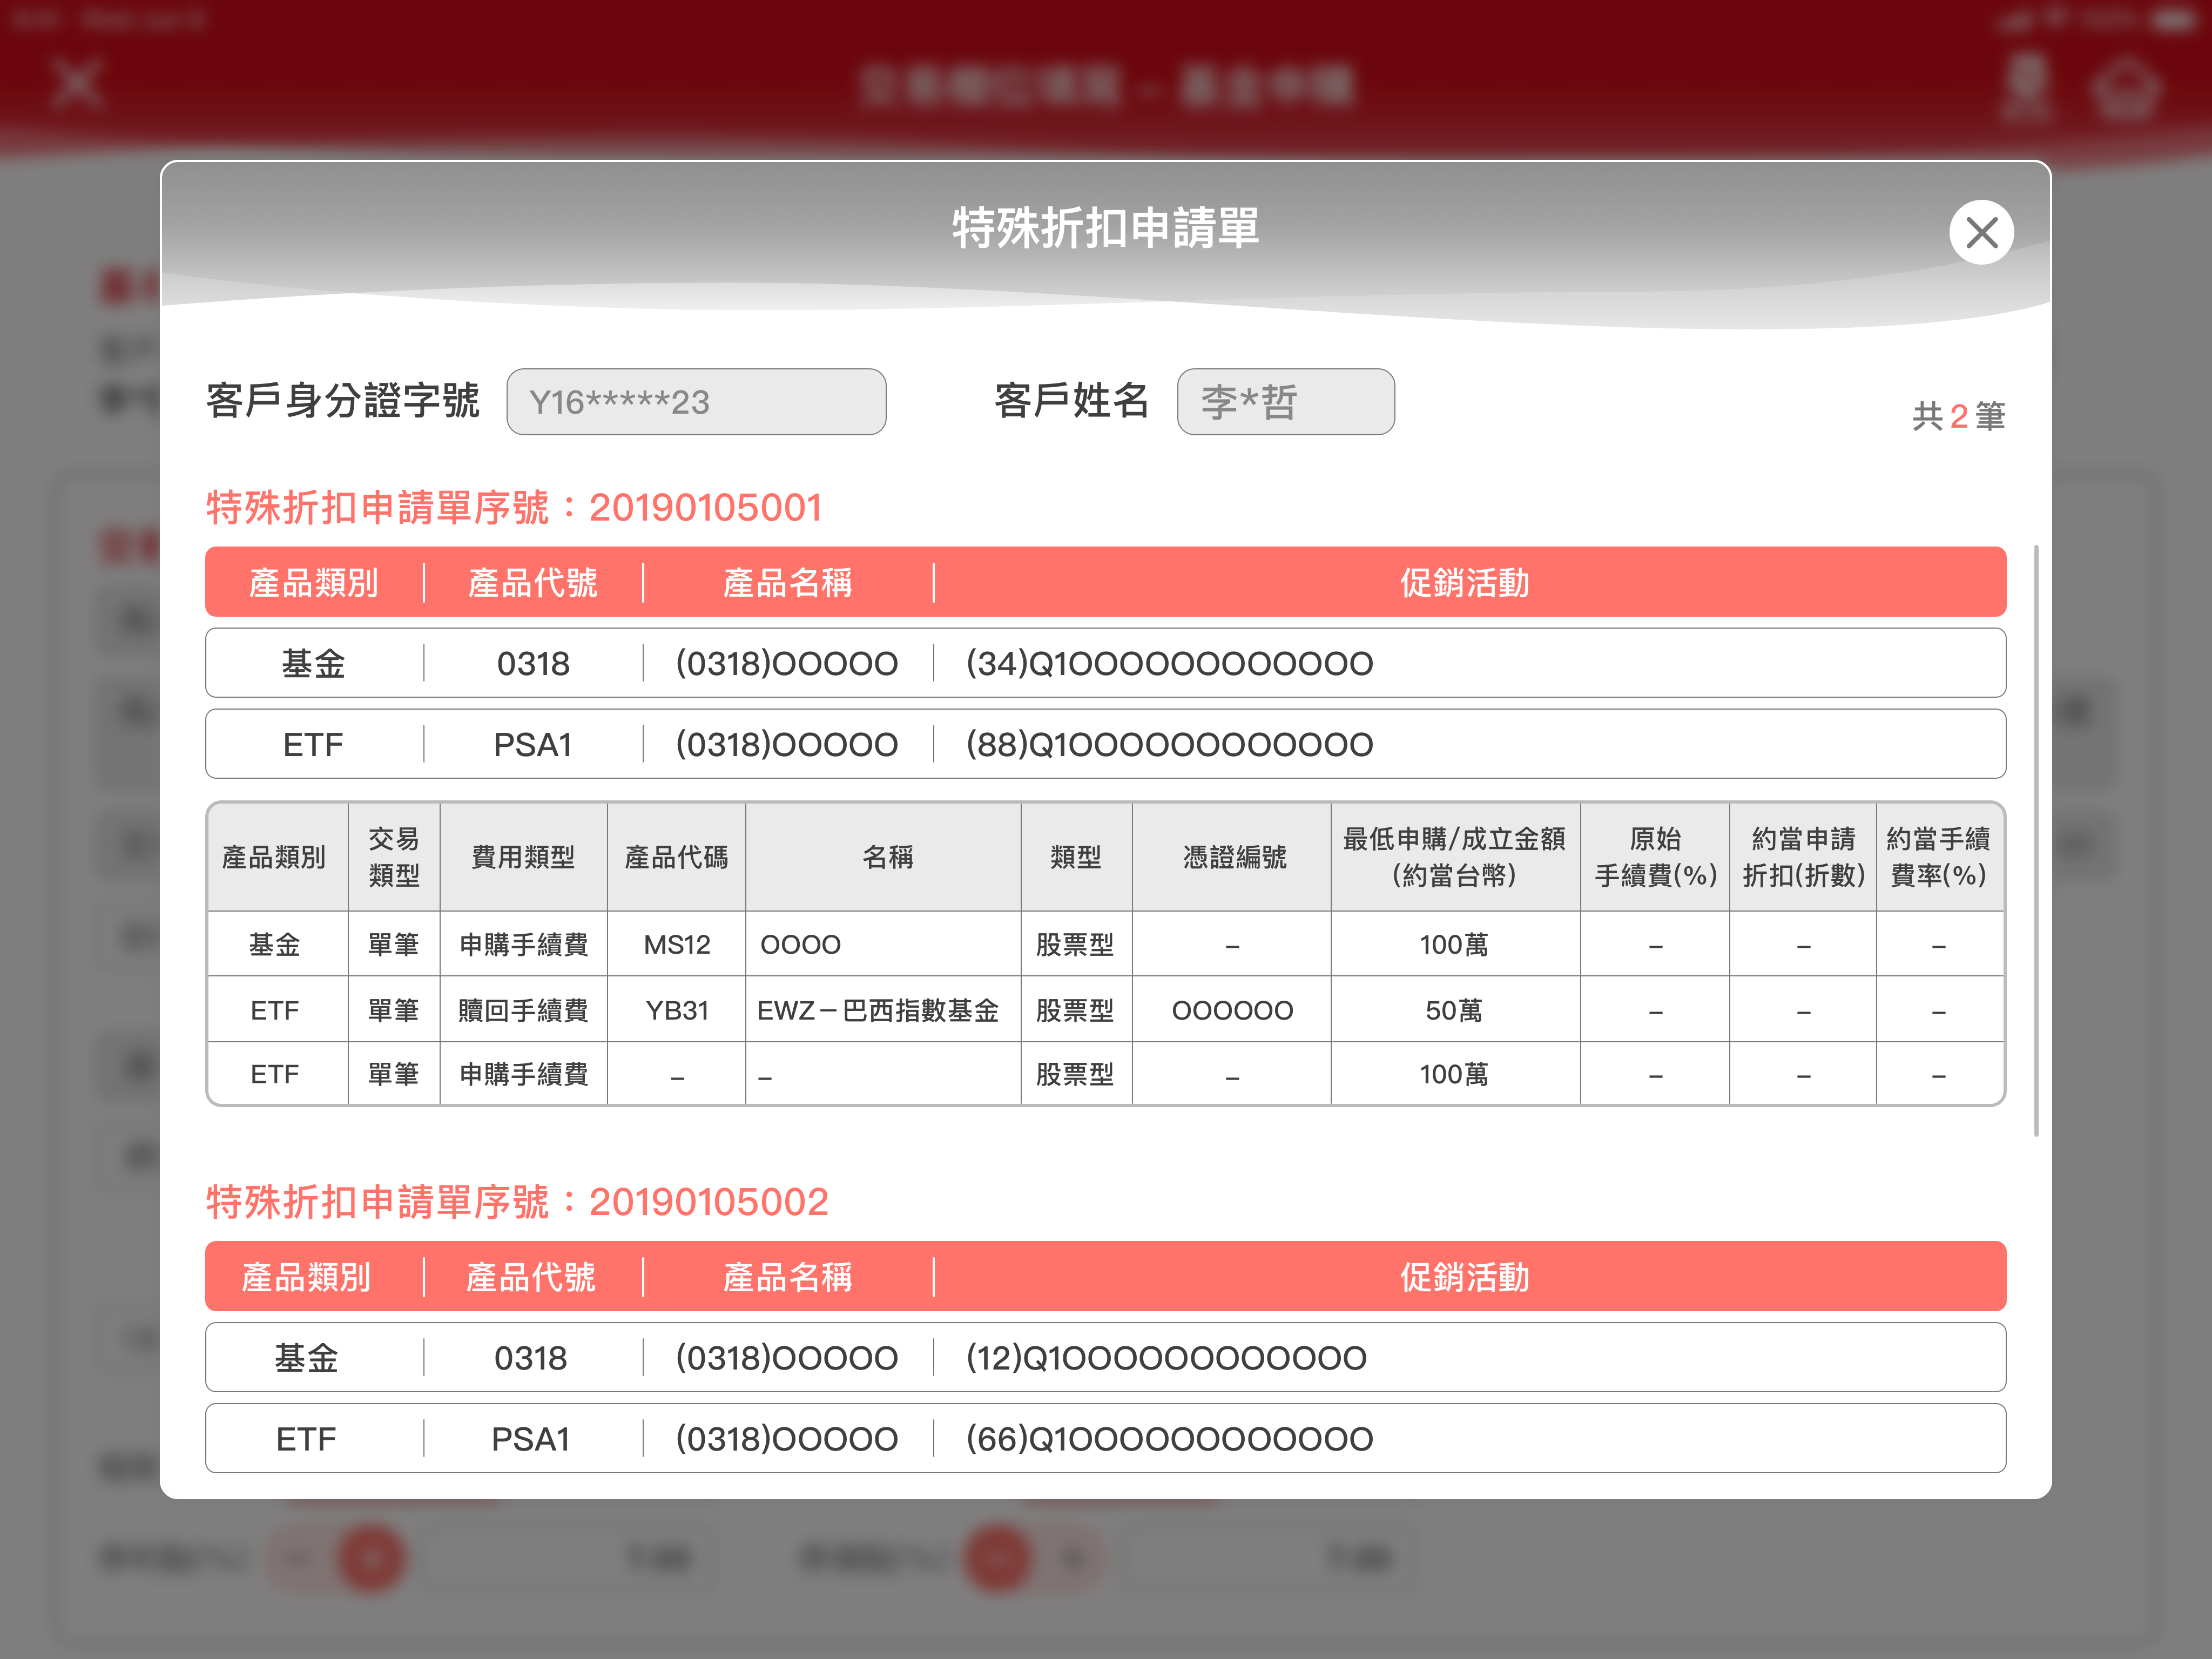 特殊折扣申請單
客戶身分證字號 Y16*****23 客戶姓名 李*哲 共2筆
特殊折扣申請單序號：20190105001
產品類別 產品代號 產品名稱 促銷活動
基金 0318 (0318)OOOOO (34)Q1OOOOOOOOOOOO
ETF PSA1 (0318)OOOOO (88)Q1OOOOOOOOOOOO
產品類別 交易類型 費用類型 產品代碼 名稱 類型 憑證編號 最低申購/成立金額(約當台幣) 原始手續費(%) 約當申請折扣(折數) 約當手續費率(%)
基金 單筆 申購手續費 MS12 OOOO 股票型 – 100萬 – – –
ETF 單筆 贖回手續費 YB31 EWZ－巴西指數基金 股票型 OOOOOO 50萬 – – –
ETF 單筆 申購手續費 – – 股票型 – 100萬 – – –
特殊折扣申請單序號：20190105002
產品類別 產品代號 產品名稱 促銷活動
基金 0318 (0318)OOOOO (12)Q1OOOOOOOOOOOO
ETF PSA1 (0318)OOOOO (66)Q1OOOOOOOOOOOO